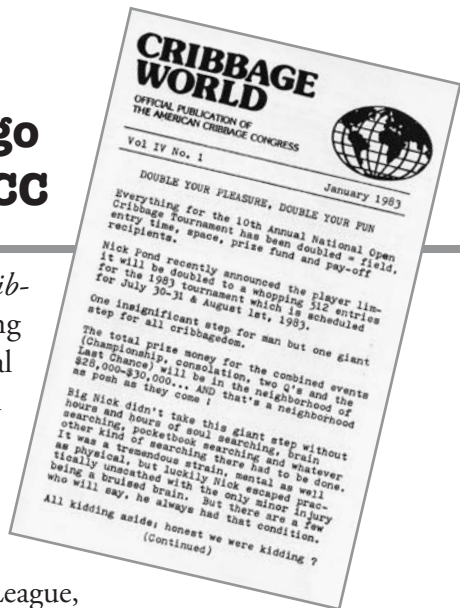 go
CC
ib-
ng
al
League,
CRIBBAGE
WORLD
OFFICIAL PUBLICATION OF
THE AMERICAN CRIBBAGE CONGRESS
Vol IV No. 1
January 1983
DOUBLE YOUR PLEASURE, DOUBLE YOUR FUN
Everything for the 10th Annual National Open
Cribbage Tournament has been doubled = field,
entry time, space, prize fund and pay-off
recipients.
Nick Pond recently announced the player lim-
it will be doubled to a whopping 512 entries
for the 1983 tournament which is scheduled
for July 30-31 & August 1st, 1983.
One insignificant step for man but one giant
step for all cribbagedom.
The total prize money for the combined events
(Championship, consolation, two Q's and the
Last Chance) will be in the neighborhood of
$28,000-$30,000... AND that's a neighborhood
as posh as they come !
Big Nick didn't take this giant step without
hours and hours of soul searching, brain
searching, pocketbook searching and whatever
other kind of searching there had to be done.
It was a tremendous strain, mental as well
as physical, but luckily Nick escaped prac-
tically unscathed with the only minor injury
being a bruised brain. But there are a few
who will say, he always had that condition.
All kidding aside; honest we were kidding ?
(Continued)